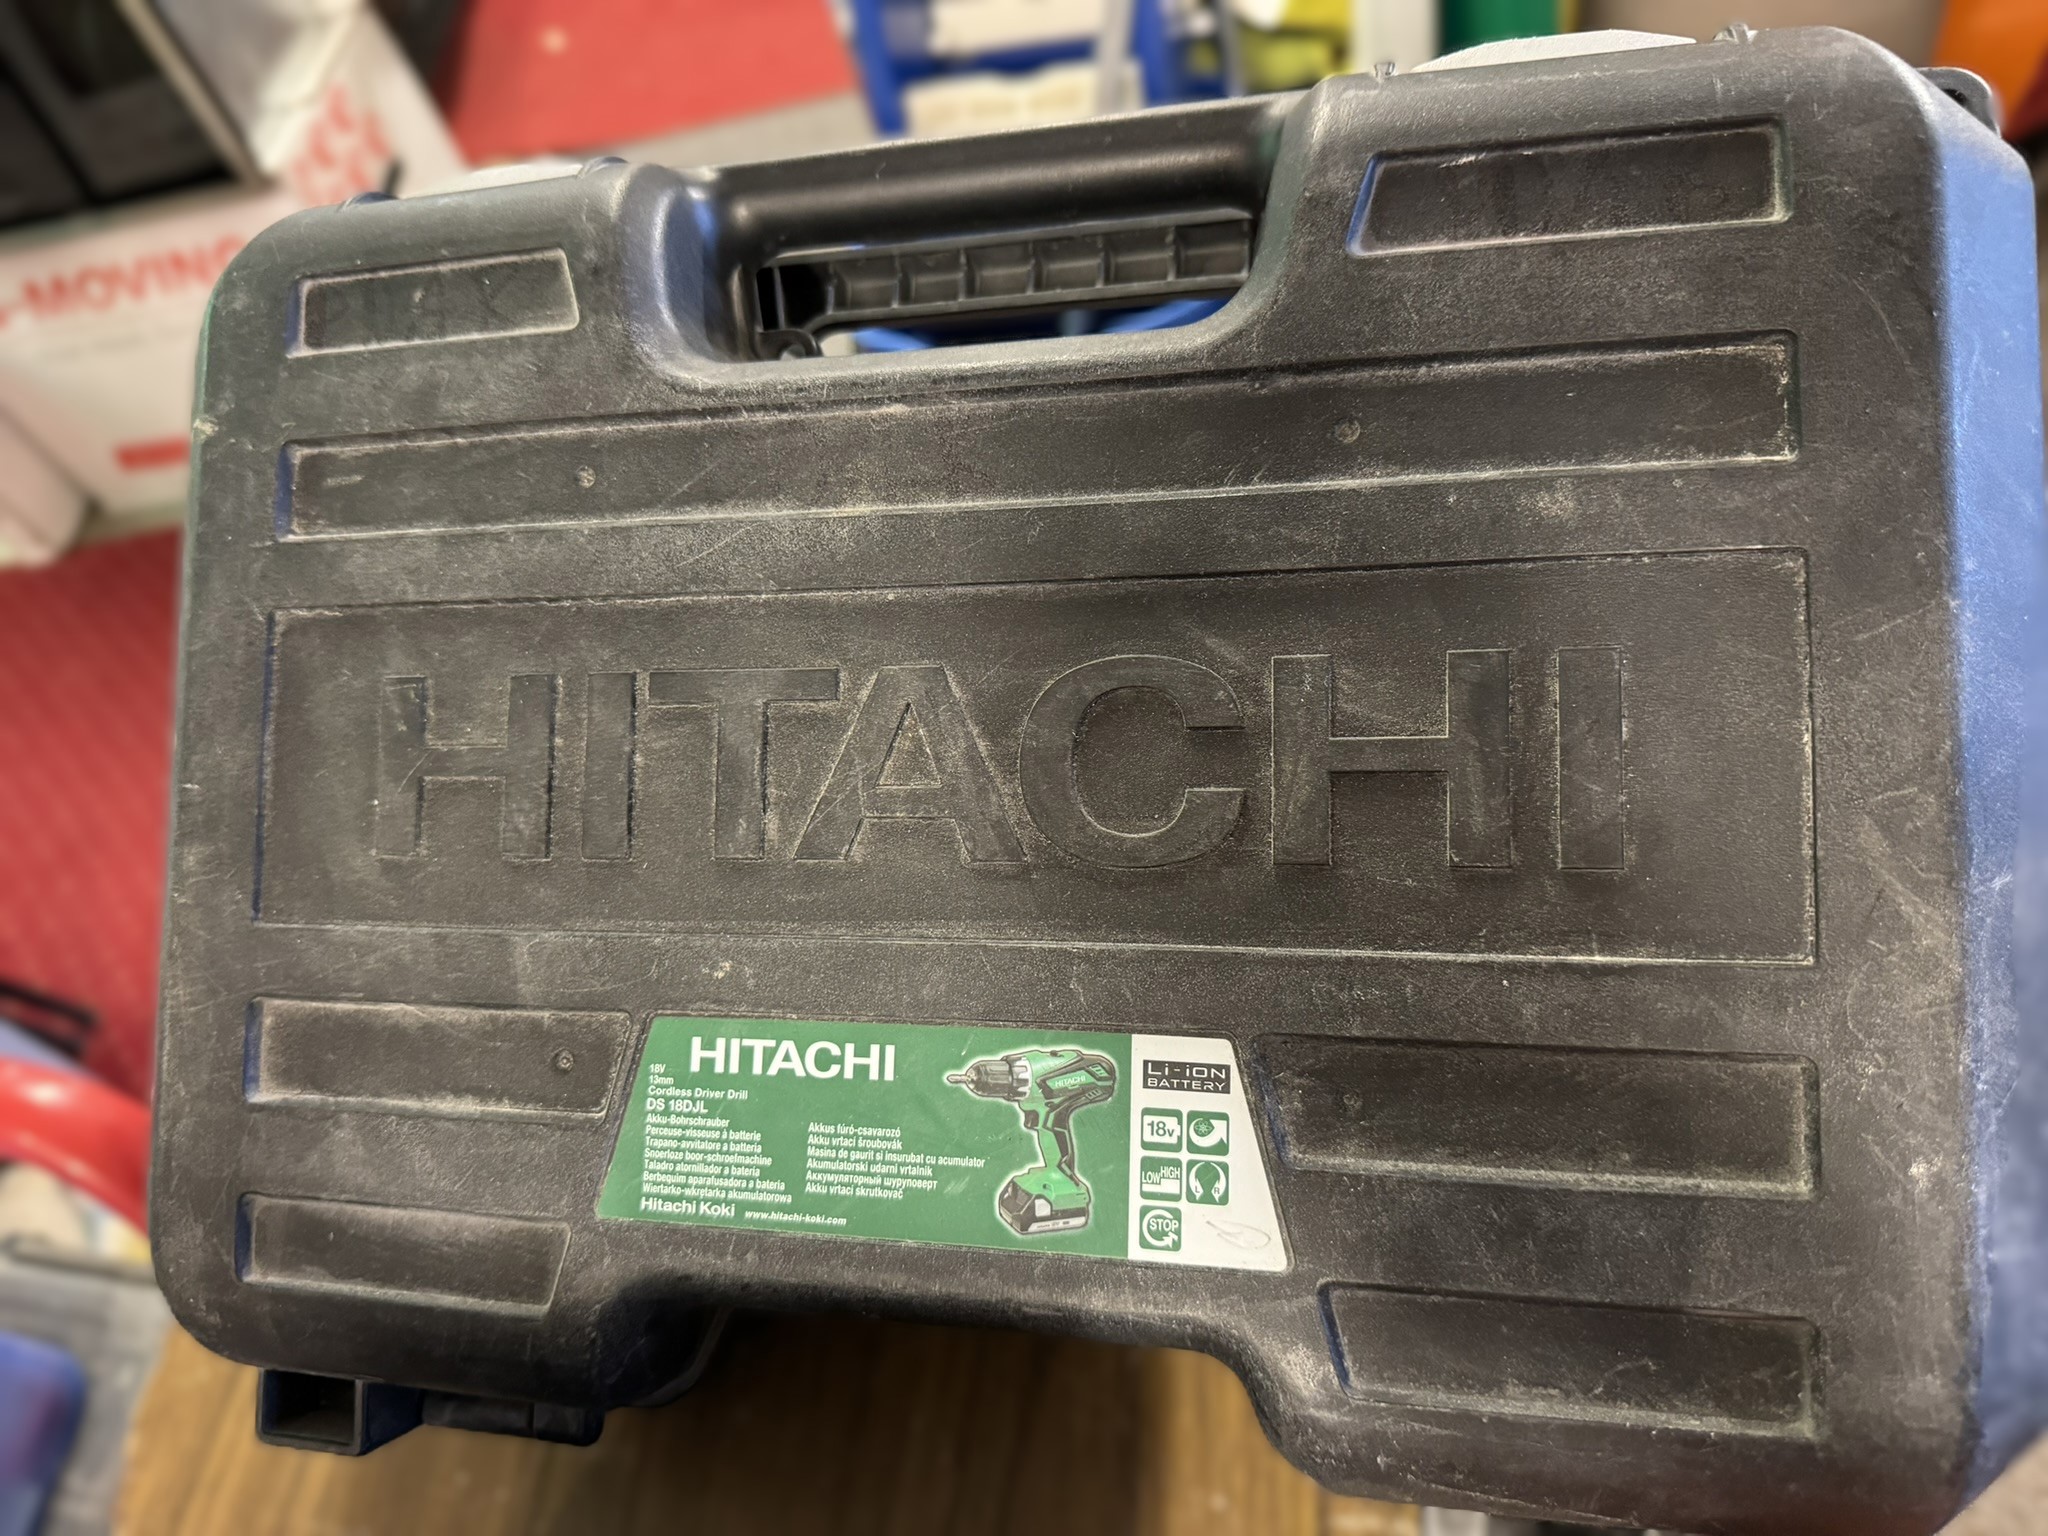 MOVING
HITACHI
HITACHI
18V
13mm
Cordless Driver Drill
DS 18DJL
Akku-Bohrschrauber
Perceuse-visseuse à batterie
Trapano-avvitatore a batteria
Snoerloze boor-schroefmachine
Taladro atornillador a batería
Berbequim aparafusadora a bateria
Wiertarko-wkrętarka akumulatorowa
Akkus fúró-csavarozó
Akku vrtací šroubovák
Masina de gaurit si insurubat cu acumulator
Akumulatorski udarni vrtalnik
Аккумуляторный шуруповерт
Akku vrtací skrutkovač
Hitachi Koki www.hitachi-koki.com
HITACHI
Li-ion
BATTERY
18V
LOW HIGH
L R
STOP